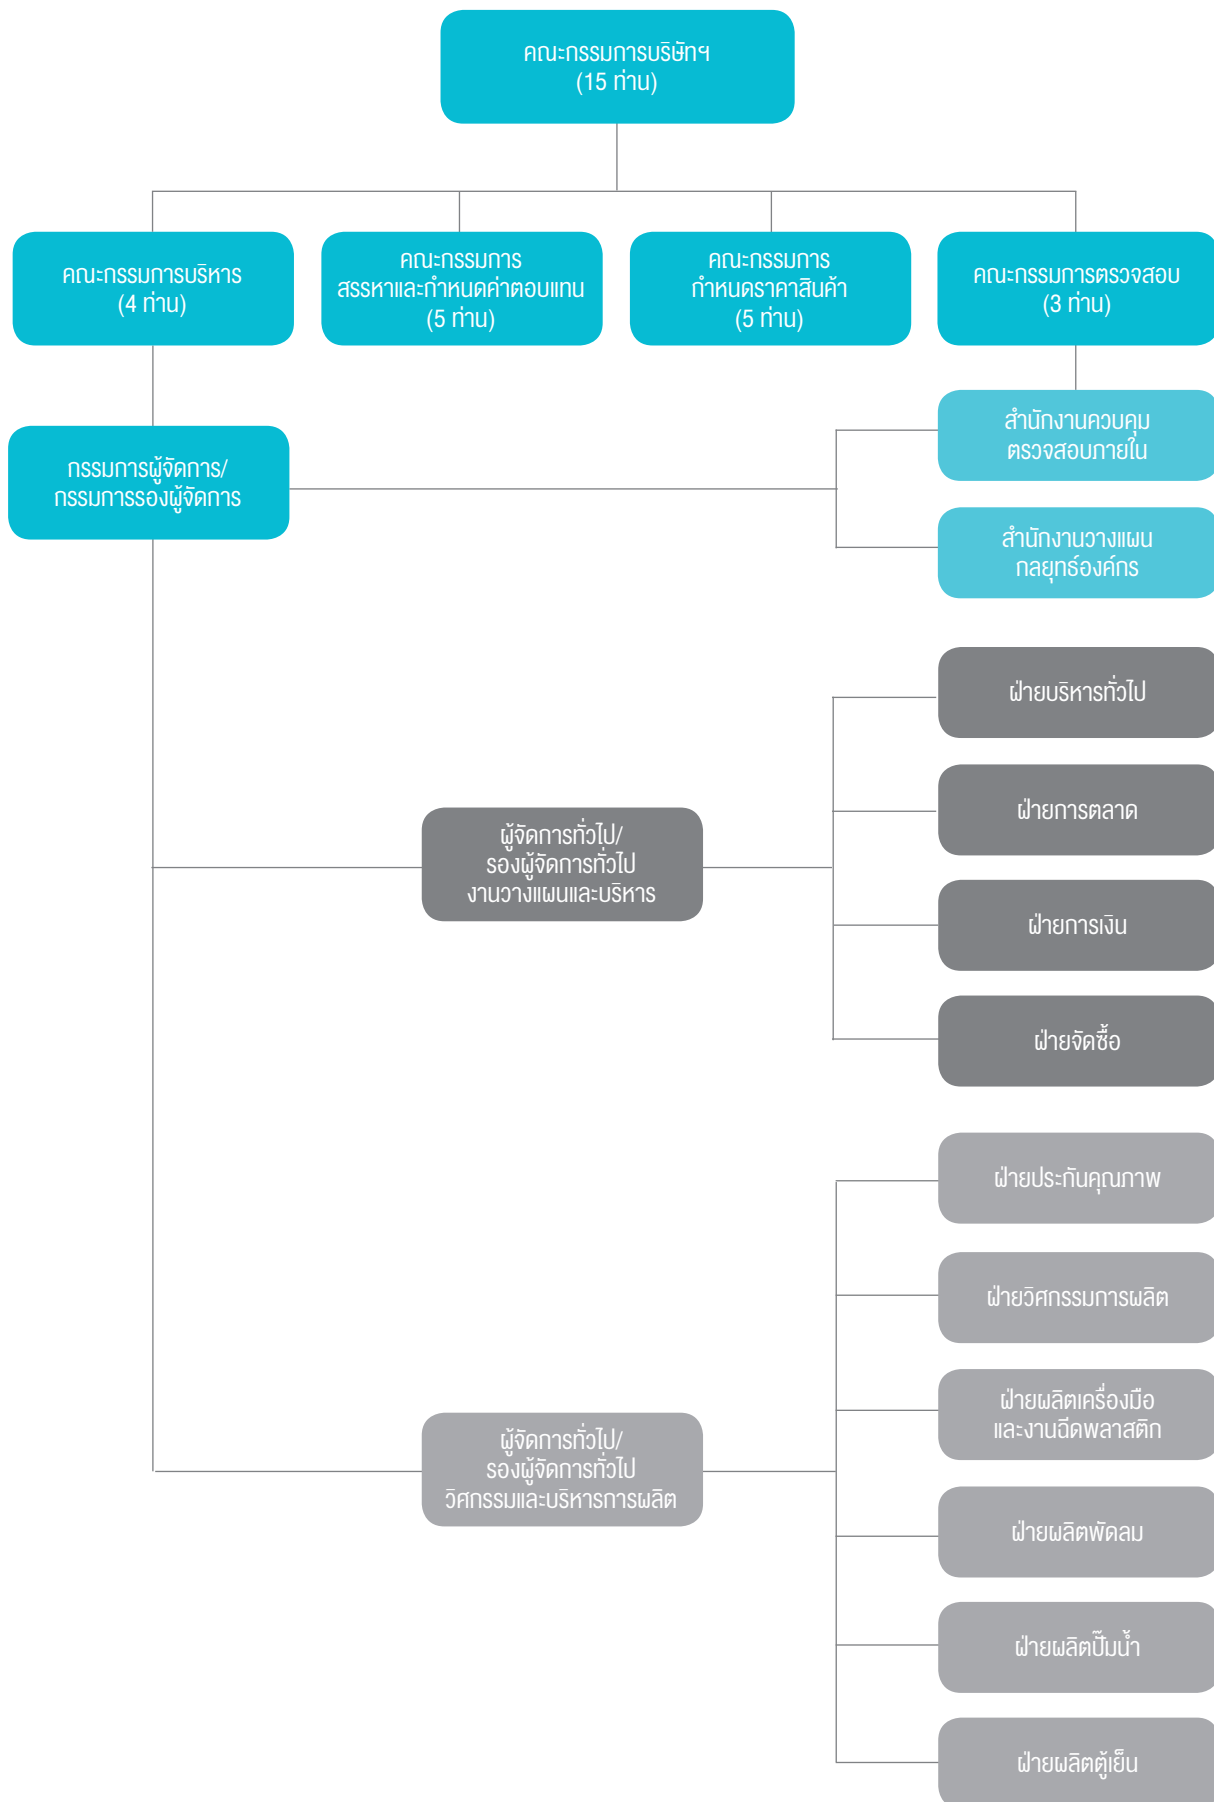 คณะกรรมการบริษัทฯ
(15 ท่าน)
คณะกรรมการบริหาร
(4 ท่าน)
คณะกรรมการ
สรรหาและกำหนดค่าตอบแทน
(5 ท่าน)
คณะกรรมการ
กำหนดราคาสินค้า
(5 ท่าน)
คณะกรรมการตรวจสอบ
(3 ท่าน)
กรรมการผู้จัดการ/
กรรมการรองผู้จัดการ
สำนักงานควบคุม
ตรวจสอบภายใน
สำนักงานวางแผน
กลยุทธ์องค์กร
ผู้จัดการทั่วไป/
รองผู้จัดการทั่วไป
งานวางแผนและบริหาร
ฝ่ายบริหารทั่วไป
ฝ่ายการตลาด
ฝ่ายการเงิน
ฝ่ายจัดซื้อ
ผู้จัดการทั่วไป/
รองผู้จัดการทั่วไป
วิศกรรมและบริหารการผลิต
ฝ่ายประกันคุณภาพ
ฝ่ายวิศกรรมการผลิต
ฝ่ายผลิตเครื่องมือ
และงานฉีดพลาสติก
ฝ่ายผลิตพัดลม
ฝ่ายผลิตปั๊มน้ำ
ฝ่ายผลิตตู้เย็น